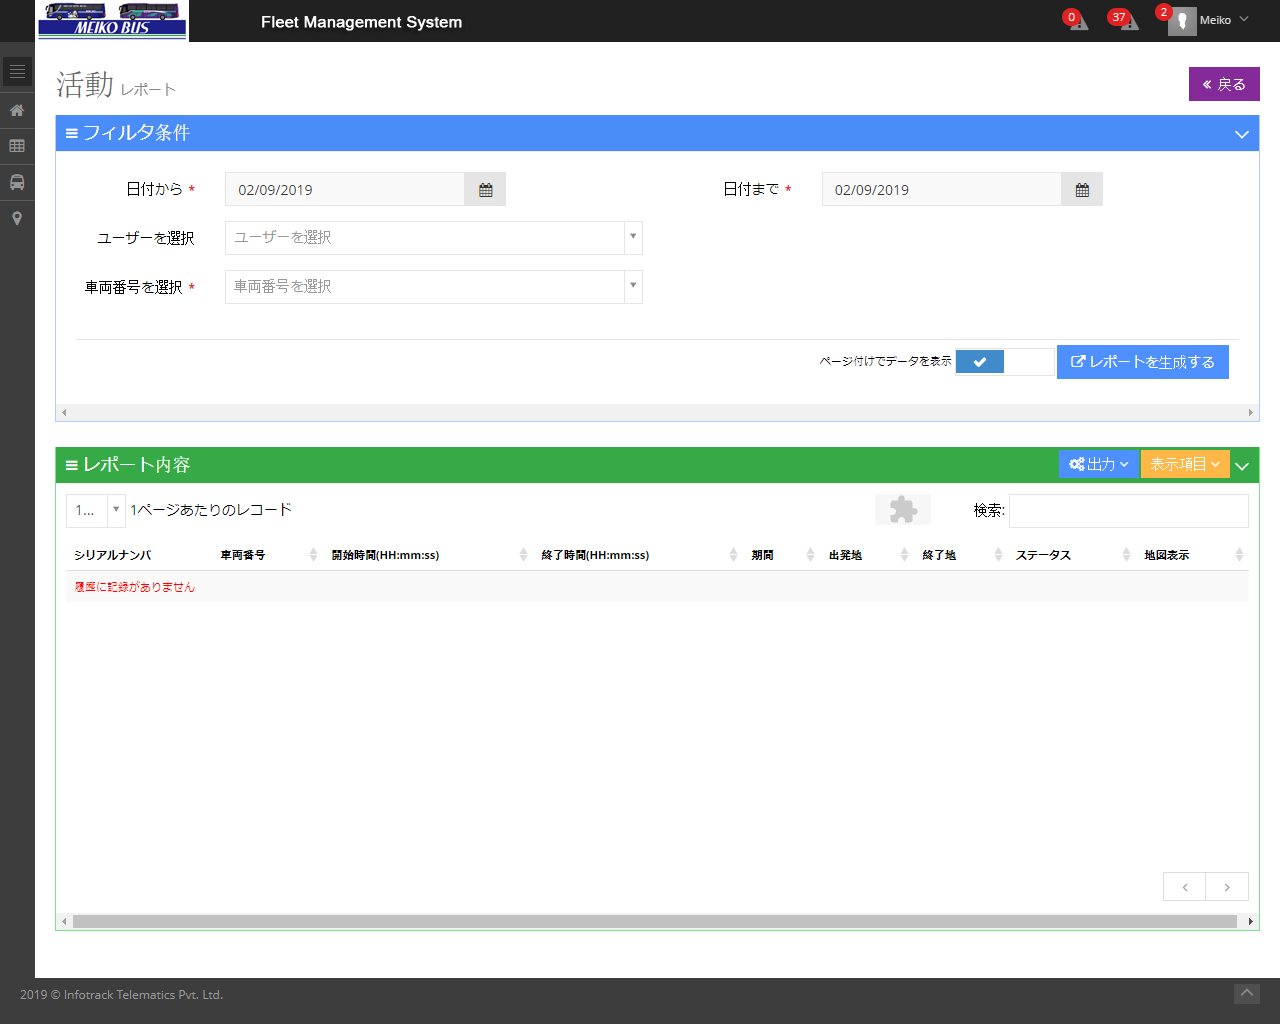 MEIKO BUS
Fleet Management System
0
37
2
Meiko
活動 レポート
戻る
フィルタ条件
日付から *
02/09/2019
日付まで *
02/09/2019
ユーザーを選択
ユーザーを選択
車両番号を選択 *
車両番号を選択
ページ付けでデータを表示
レポートを生成する
レポート内容
出力
表示項目
1...
1ページあたりのレコード
検索:
シリアルナンバ 車両番号 開始時間(HH:mm:ss) 終了時間(HH:mm:ss) 期間 出発地 終了地 ステータス 地図表示
履歴に記録がありません
2019 © Infotrack Telematics Pvt. Ltd.